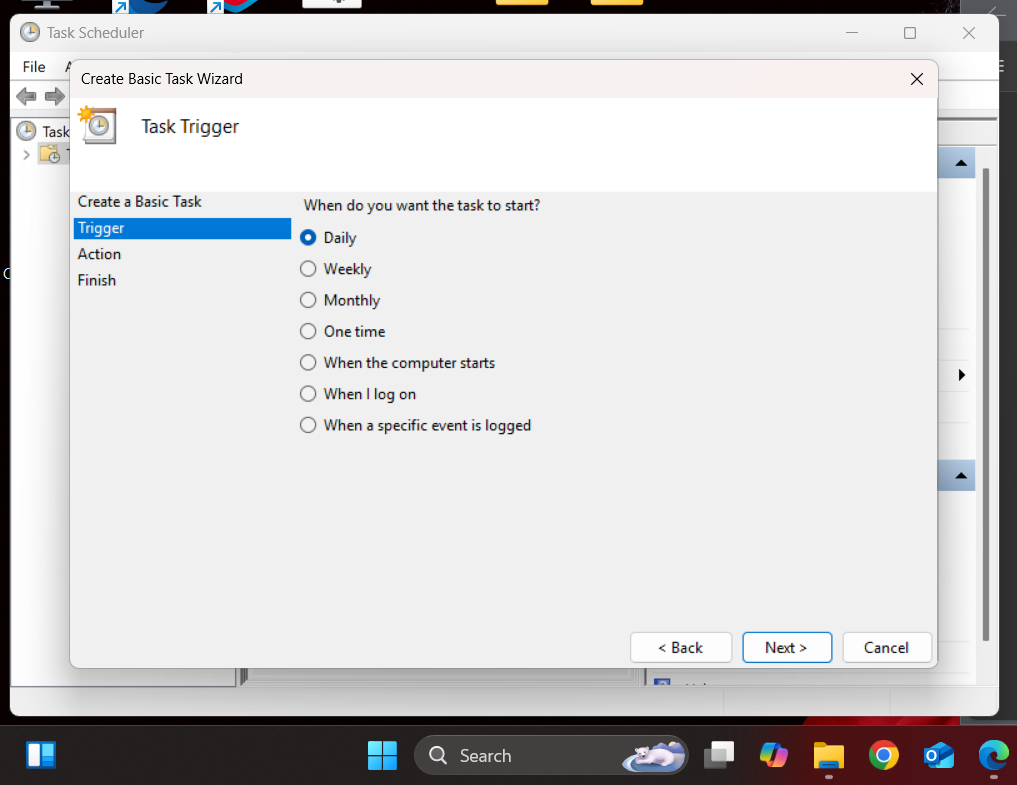 Task Scheduler
File
Create Basic Task Wizard
Task
Task Trigger
Create a Basic Task
Trigger
Action
Finish
When do you want the task to start?
Daily
Weekly
Monthly
One time
When the computer starts
When I log on
When a specific event is logged
< Back
Next >
Cancel
Search